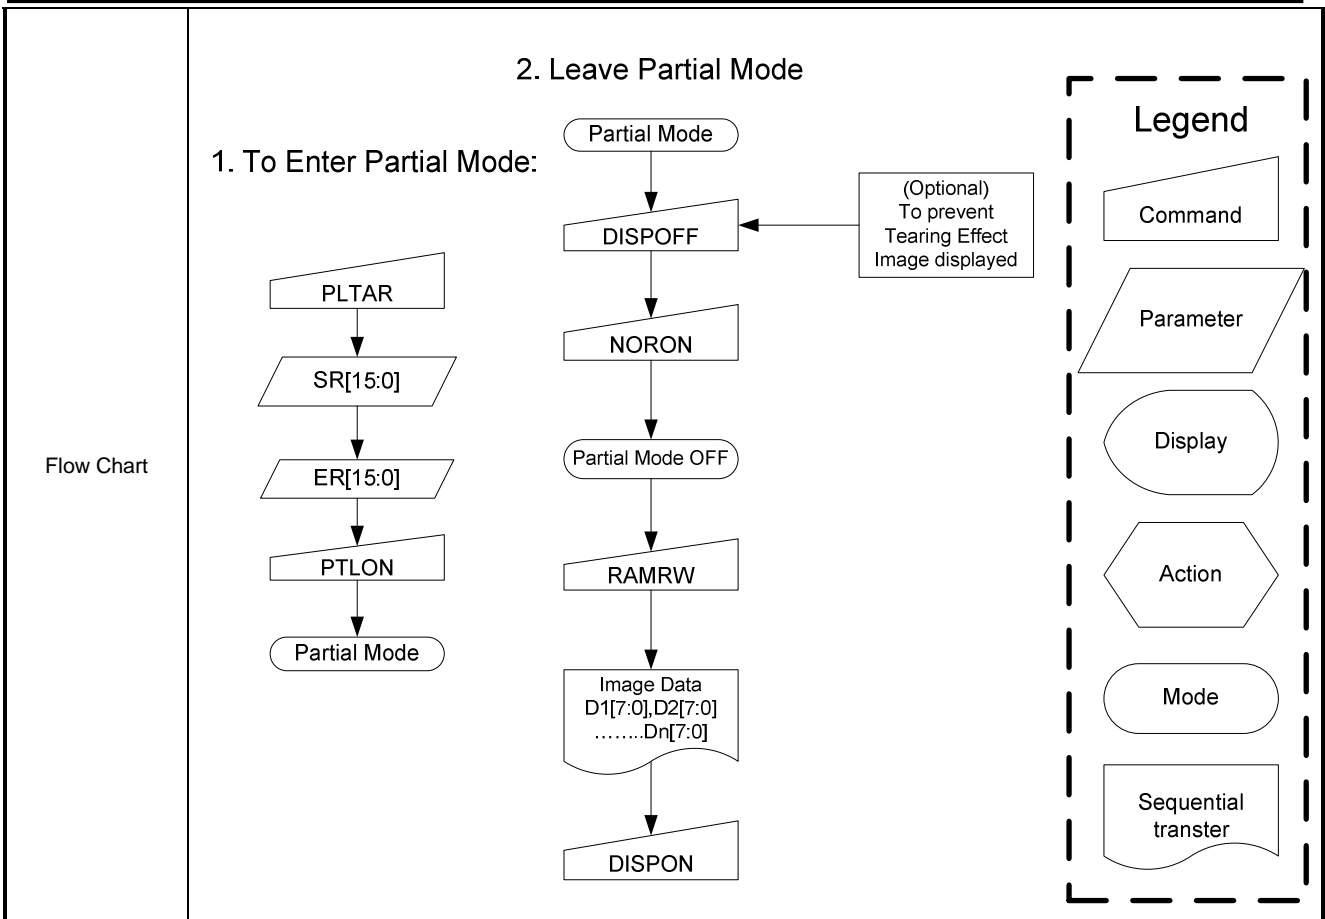 Flow Chart
1. To Enter Partial Mode:
PLTAR
SR[15:0]
ER[15:0]
PTLON
Partial Mode
2. Leave Partial Mode
Partial Mode
DISPOFF
(Optional)
To prevent
Tearing Effect
Image displayed
NORON
Partial Mode OFF
RAMRW
Image Data
D1[7:0],D2[7:0]
……..Dn[7:0]
DISPON
Legend
Command
Parameter
Display
Action
Mode
Sequential
transter